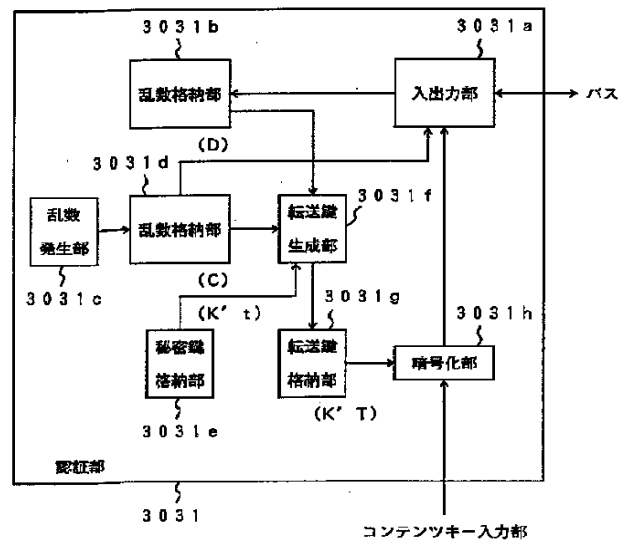 3031b
3031a
乱数格納部
入出力部
バス
(D)
3031d
3031f
乱数
発生部
乱数格納部
転送鍵
生成部
(C)
3031c
(K't)
3031g
3031h
秘密鍵
格納部
転送鍵
格納部
暗号化部
(K'T)
3031e
認証部
3031
コンテンツキー入力部